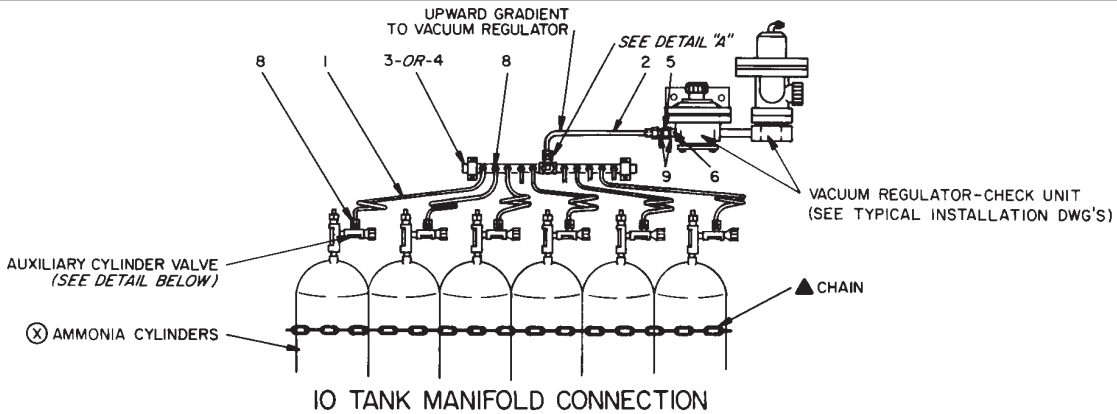 UPWARD GRADIENT
TO VACUUM REGULATOR
SEE DETAIL "A"
8 1 3-OR-4 8 2 5
9 6
VACUUM REGULATOR-CHECK UNIT
(SEE TYPICAL INSTALLATION DWG'S)
8
AUXILIARY CYLINDER VALVE
(SEE DETAIL BELOW)
▲ CHAIN
Ⓧ AMMONIA CYLINDERS
10 TANK MANIFOLD CONNECTION